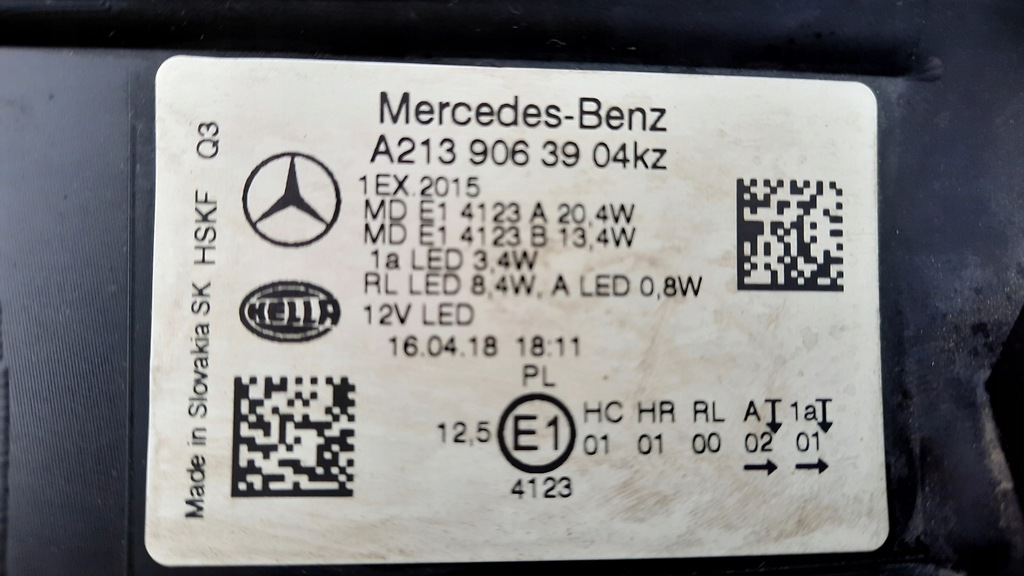 Mercedes-Benz
A213 906 39 04kz
1EX.2015
MD E1 4123 A 20,4W
MD E1 4123 B 13,4W
1a LED 3,4W
RL LED 8,4W, A LED 0,8W
12V LED
16.04.18 18:11
PL
HELLA
Made in Slovakia SK HSKF Q3
12,5 E1 HC HR RL A 1a
01 01 00 02 01
4123